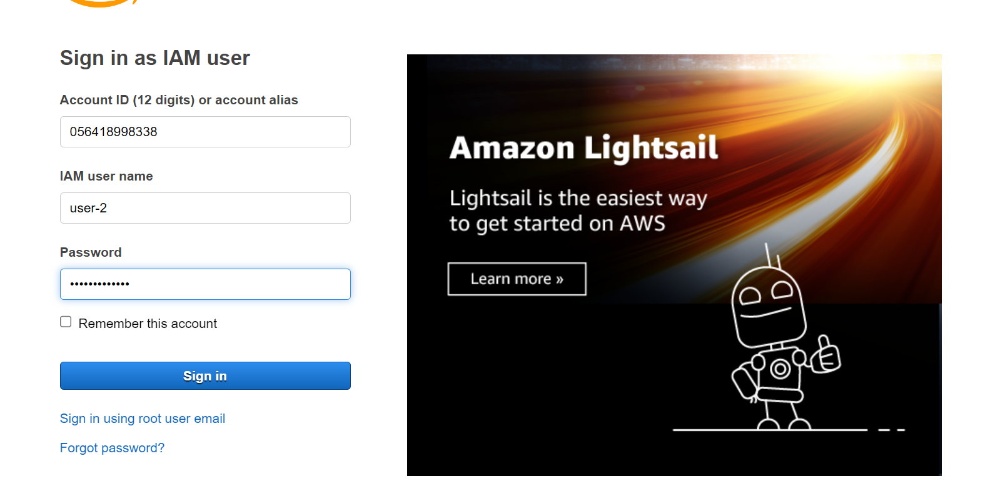 Sign in as IAM user
Account ID (12 digits) or account alias
056418998338
IAM user name
user-2
Password
•••••••••••••
Remember this account
Sign in
Sign in using root user email
Forgot password?
Amazon Lightsail
Lightsail is the easiest way
to get started on AWS
Learn more »